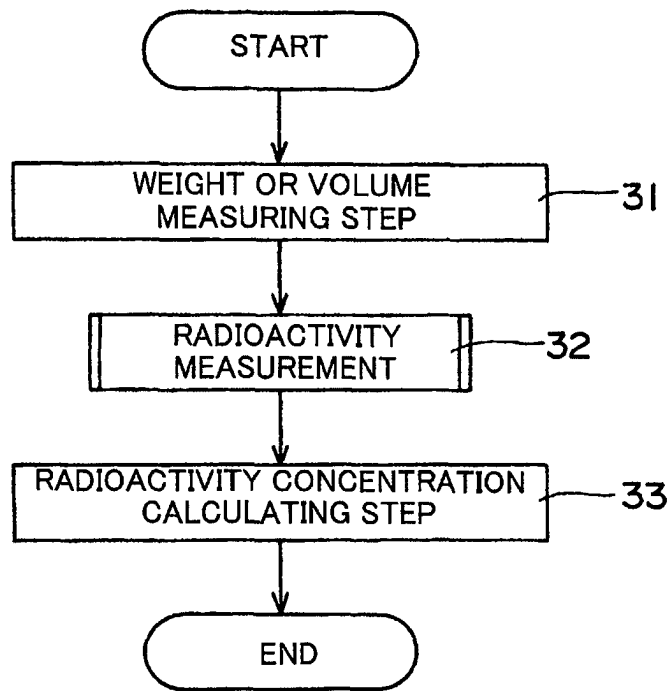 START
WEIGHT OR VOLUME
MEASURING STEP
31
RADIOACTIVITY
MEASUREMENT
32
RADIOACTIVITY CONCENTRATION
CALCULATING STEP
33
END